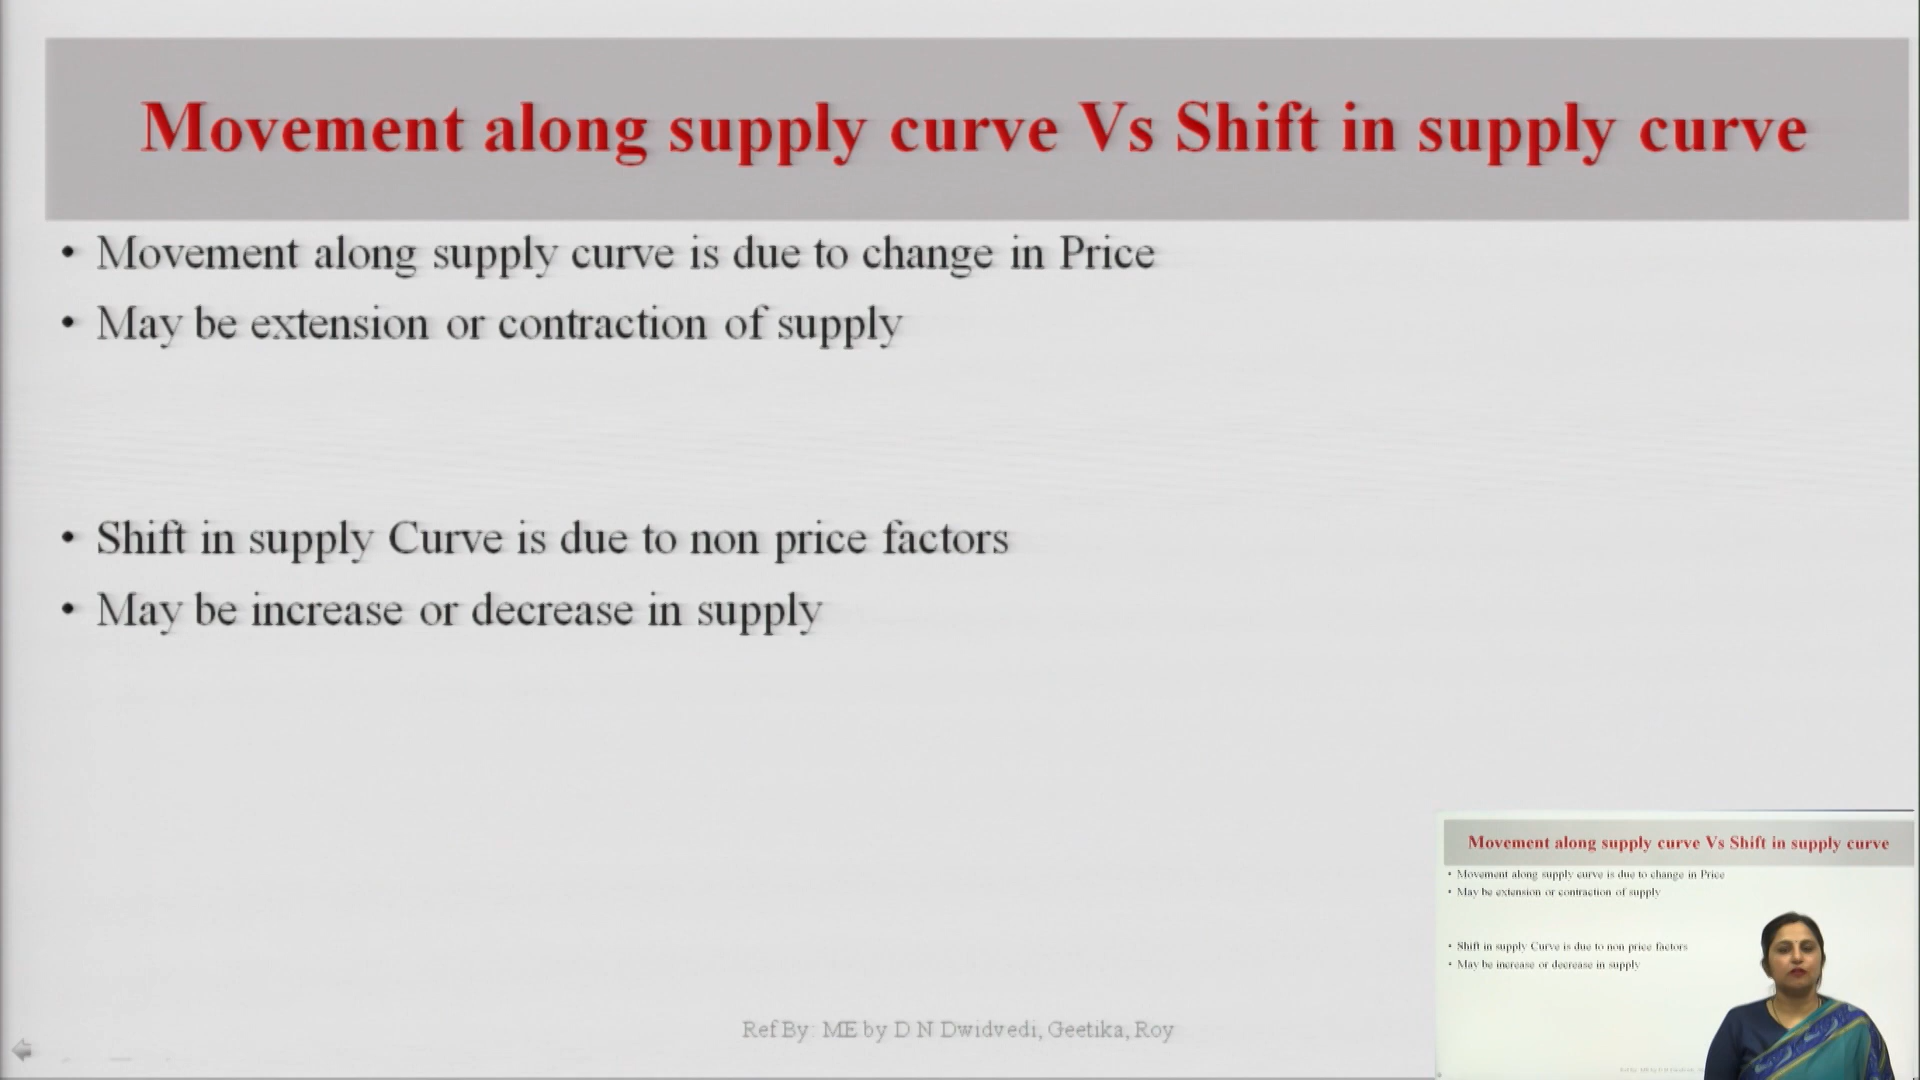 Movement along supply curve Vs Shift in supply curve
• Movement along supply curve is due to change in Price
• May be extension or contraction of supply
• Shift in supply Curve is due to non price factors
• May be increase or decrease in supply
Ref By: ME by D N Dwidvedi, Geetika, Roy
Movement along supply curve Vs Shift in supply curve
• Movement along supply curve is due to change in Price
• May be extension or contraction of supply
• Shift in supply Curve is due to non price factors
• May be increase or decrease in supply